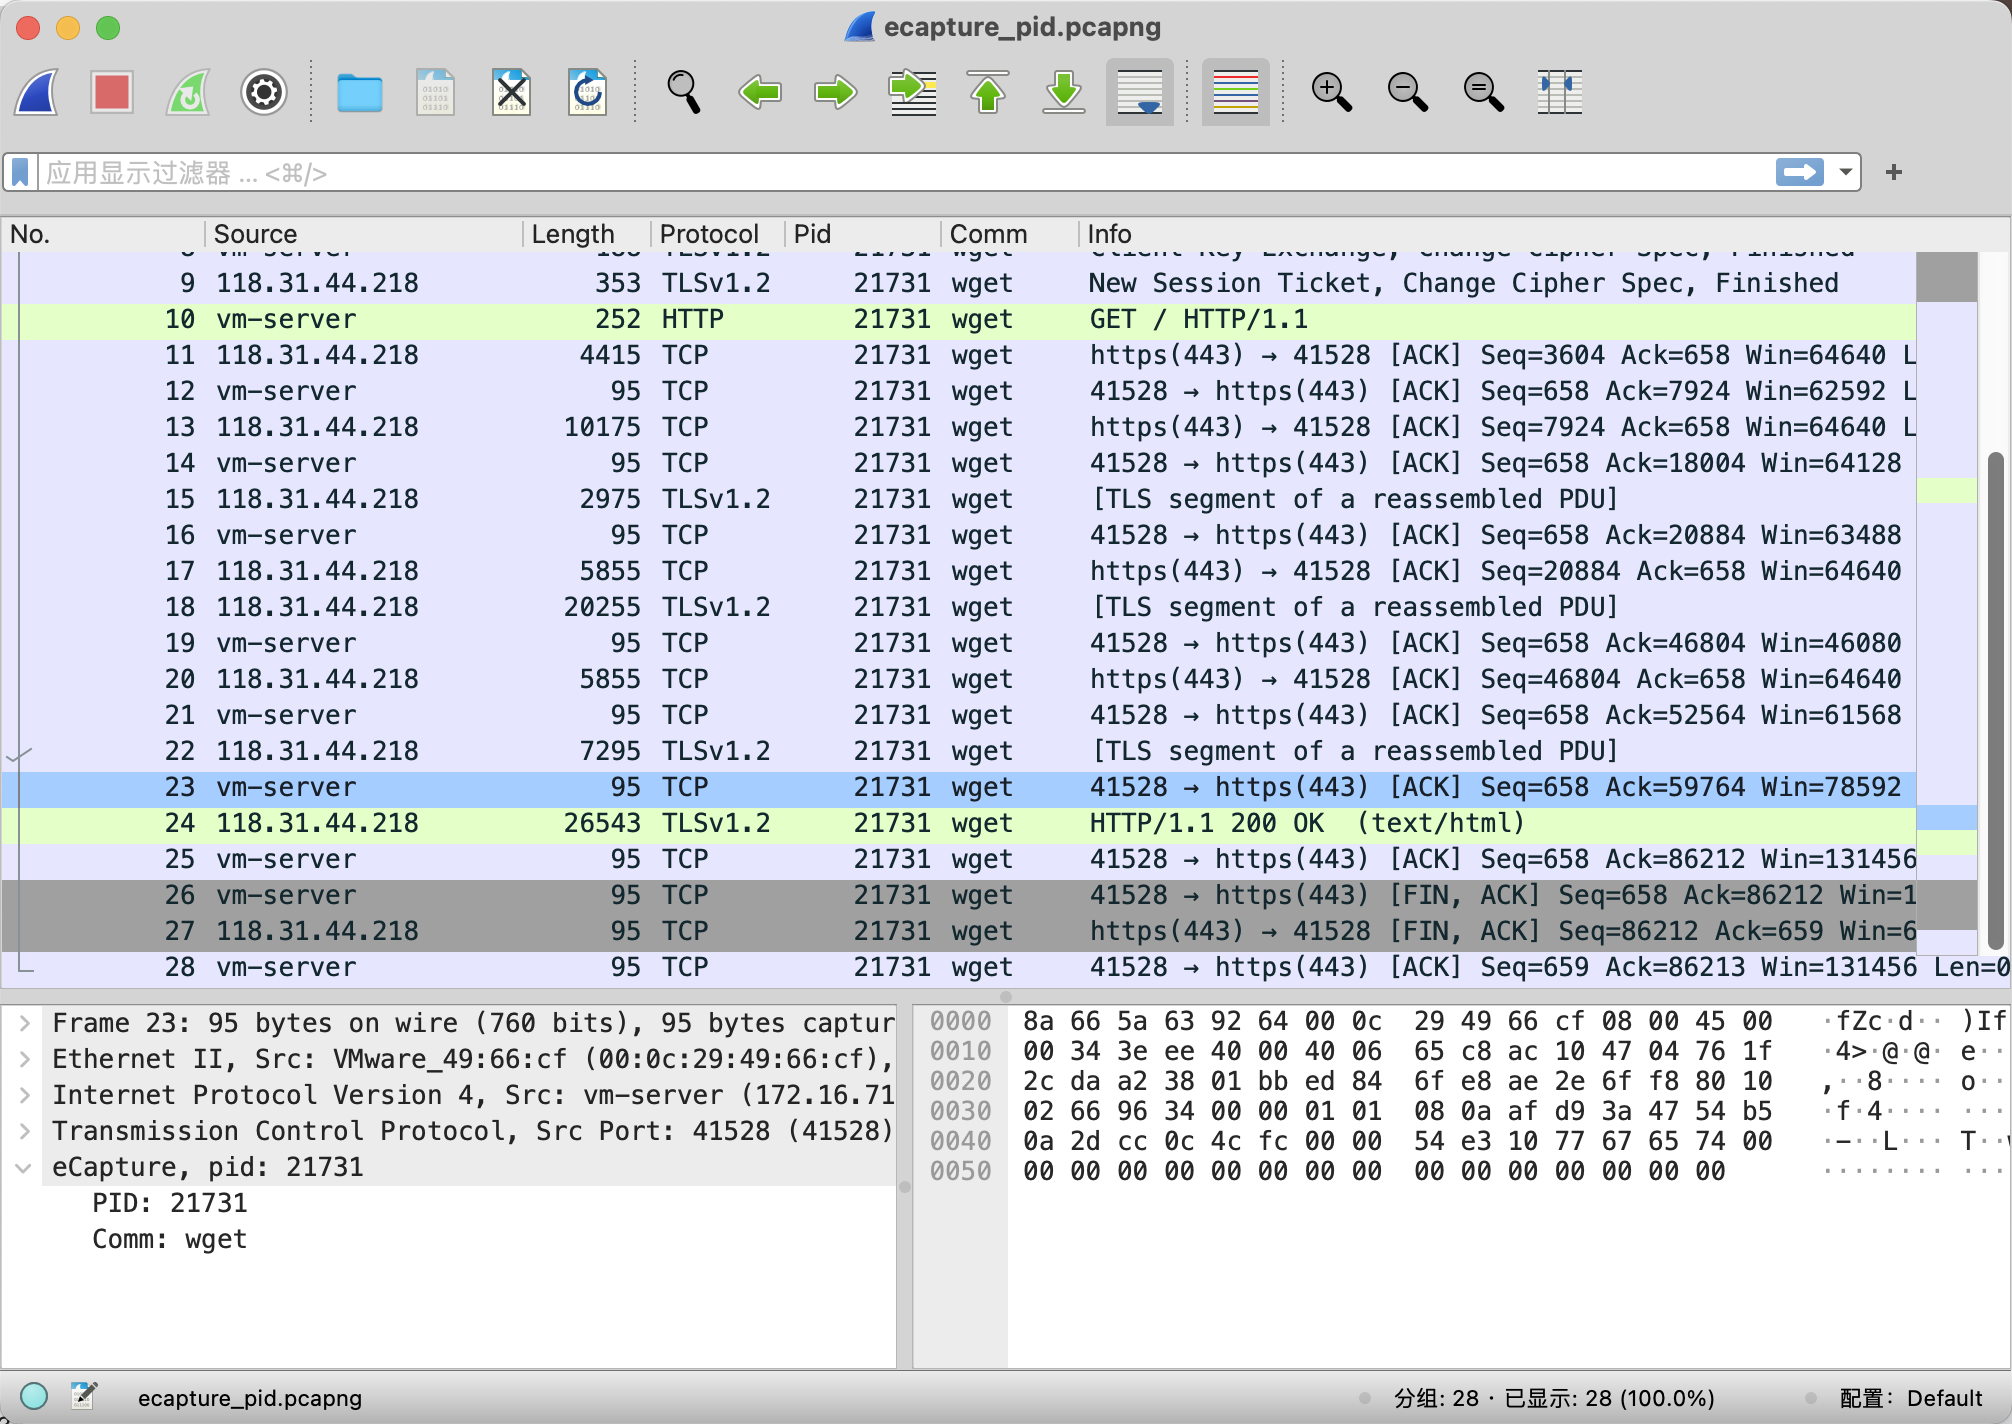 ecapture_pid.pcapng
应用显示过滤器 ... <⌘/>
No. Source Length Protocol Pid Comm Info
9 118.31.44.218 353 TLSv1.2 21731 wget New Session Ticket, Change Cipher Spec, Finished
10 vm-server 252 HTTP 21731 wget GET / HTTP/1.1
11 118.31.44.218 4415 TCP 21731 wget https(443) → 41528 [ACK] Seq=3604 Ack=658 Win=64640 L
12 vm-server 95 TCP 21731 wget 41528 → https(443) [ACK] Seq=658 Ack=7924 Win=62592 L
13 118.31.44.218 10175 TCP 21731 wget https(443) → 41528 [ACK] Seq=7924 Ack=658 Win=64640 L
14 vm-server 95 TCP 21731 wget 41528 → https(443) [ACK] Seq=658 Ack=18004 Win=64128
15 118.31.44.218 2975 TLSv1.2 21731 wget [TLS segment of a reassembled PDU]
16 vm-server 95 TCP 21731 wget 41528 → https(443) [ACK] Seq=658 Ack=20884 Win=63488
17 118.31.44.218 5855 TCP 21731 wget https(443) → 41528 [ACK] Seq=20884 Ack=658 Win=64640
18 118.31.44.218 20255 TLSv1.2 21731 wget [TLS segment of a reassembled PDU]
19 vm-server 95 TCP 21731 wget 41528 → https(443) [ACK] Seq=658 Ack=46804 Win=46080
20 118.31.44.218 5855 TCP 21731 wget https(443) → 41528 [ACK] Seq=46804 Ack=658 Win=64640
21 vm-server 95 TCP 21731 wget 41528 → https(443) [ACK] Seq=658 Ack=52564 Win=61568
22 118.31.44.218 7295 TLSv1.2 21731 wget [TLS segment of a reassembled PDU]
23 vm-server 95 TCP 21731 wget 41528 → https(443) [ACK] Seq=658 Ack=59764 Win=78592
24 118.31.44.218 26543 TLSv1.2 21731 wget HTTP/1.1 200 OK (text/html)
25 vm-server 95 TCP 21731 wget 41528 → https(443) [ACK] Seq=658 Ack=86212 Win=131456
26 vm-server 95 TCP 21731 wget 41528 → https(443) [FIN, ACK] Seq=658 Ack=86212 Win=1
27 118.31.44.218 95 TCP 21731 wget https(443) → 41528 [FIN, ACK] Seq=86212 Ack=659 Win=6
28 vm-server 95 TCP 21731 wget 41528 → https(443) [ACK] Seq=659 Ack=86213 Win=131456 Len=0
Frame 23: 95 bytes on wire (760 bits), 95 bytes captur
Ethernet II, Src: VMware_49:66:cf (00:0c:29:49:66:cf),
Internet Protocol Version 4, Src: vm-server (172.16.71
Transmission Control Protocol, Src Port: 41528 (41528)
eCapture, pid: 21731
PID: 21731
Comm: wget
0000 8a 66 5a 63 92 64 00 0c 29 49 66 cf 08 00 45 00 ·fZc·d·· )If
0010 00 34 3e ee 40 00 40 06 65 c8 ac 10 47 04 76 1f ·4>·@·@· e··
0020 2c da a2 38 01 bb ed 84 6f e8 ae 2e 6f f8 80 10 ,··8···· o··
0030 02 66 96 34 00 00 01 01 08 0a af d9 3a 47 54 b5 ·f·4···· ···
0040 0a 2d cc 0c 4c fc 00 00 54 e3 10 77 67 65 74 00 ·-··L··· T·w
0050 00 00 00 00 00 00 00 00 00 00 00 00 00 00 00 ········ ···
ecapture_pid.pcapng
分组: 28 · 已显示: 28 (100.0%)
配置: Default